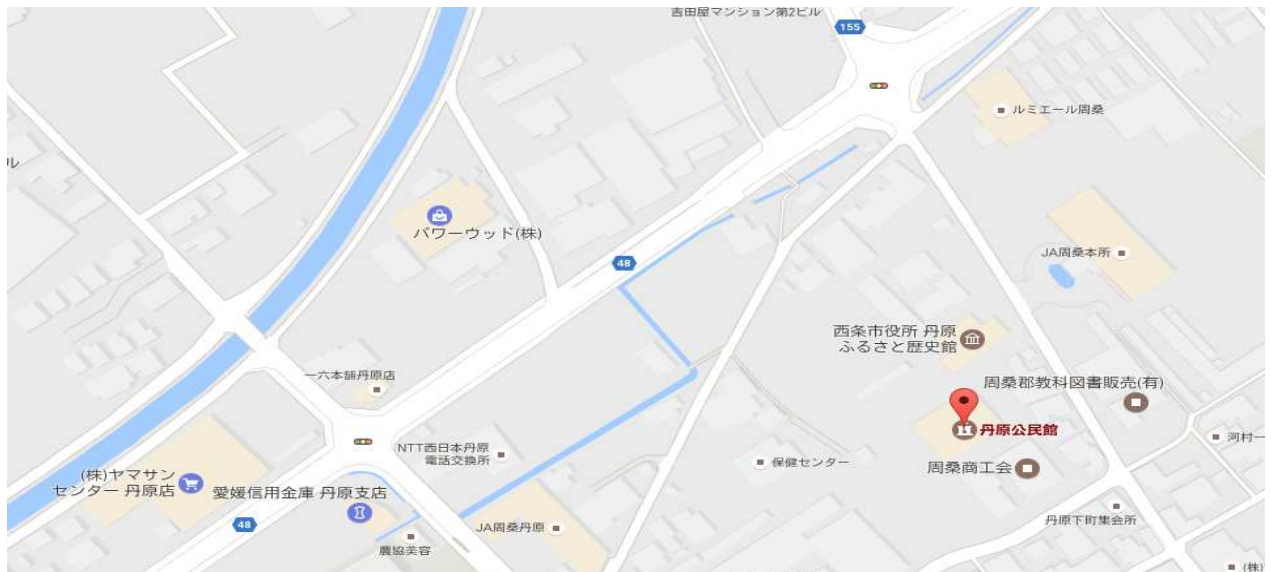 吉田屋マンション第2ビル
155
ルミエール周桑
ル
パワーウッド(株)
48
JA周桑本所
西条市役所 丹原
ふるさと歴史館
一六本舗丹原店
周桑郡教科図書販売(有)
丹原公民館
河村一
NTT西日本丹原
電話交換所
保健センター
周桑商工会
(株)ヤマサン
センター 丹原店
愛媛信用金庫 丹原支店
48
JA周桑丹原
丹原下町集会所
農協美容
(株)